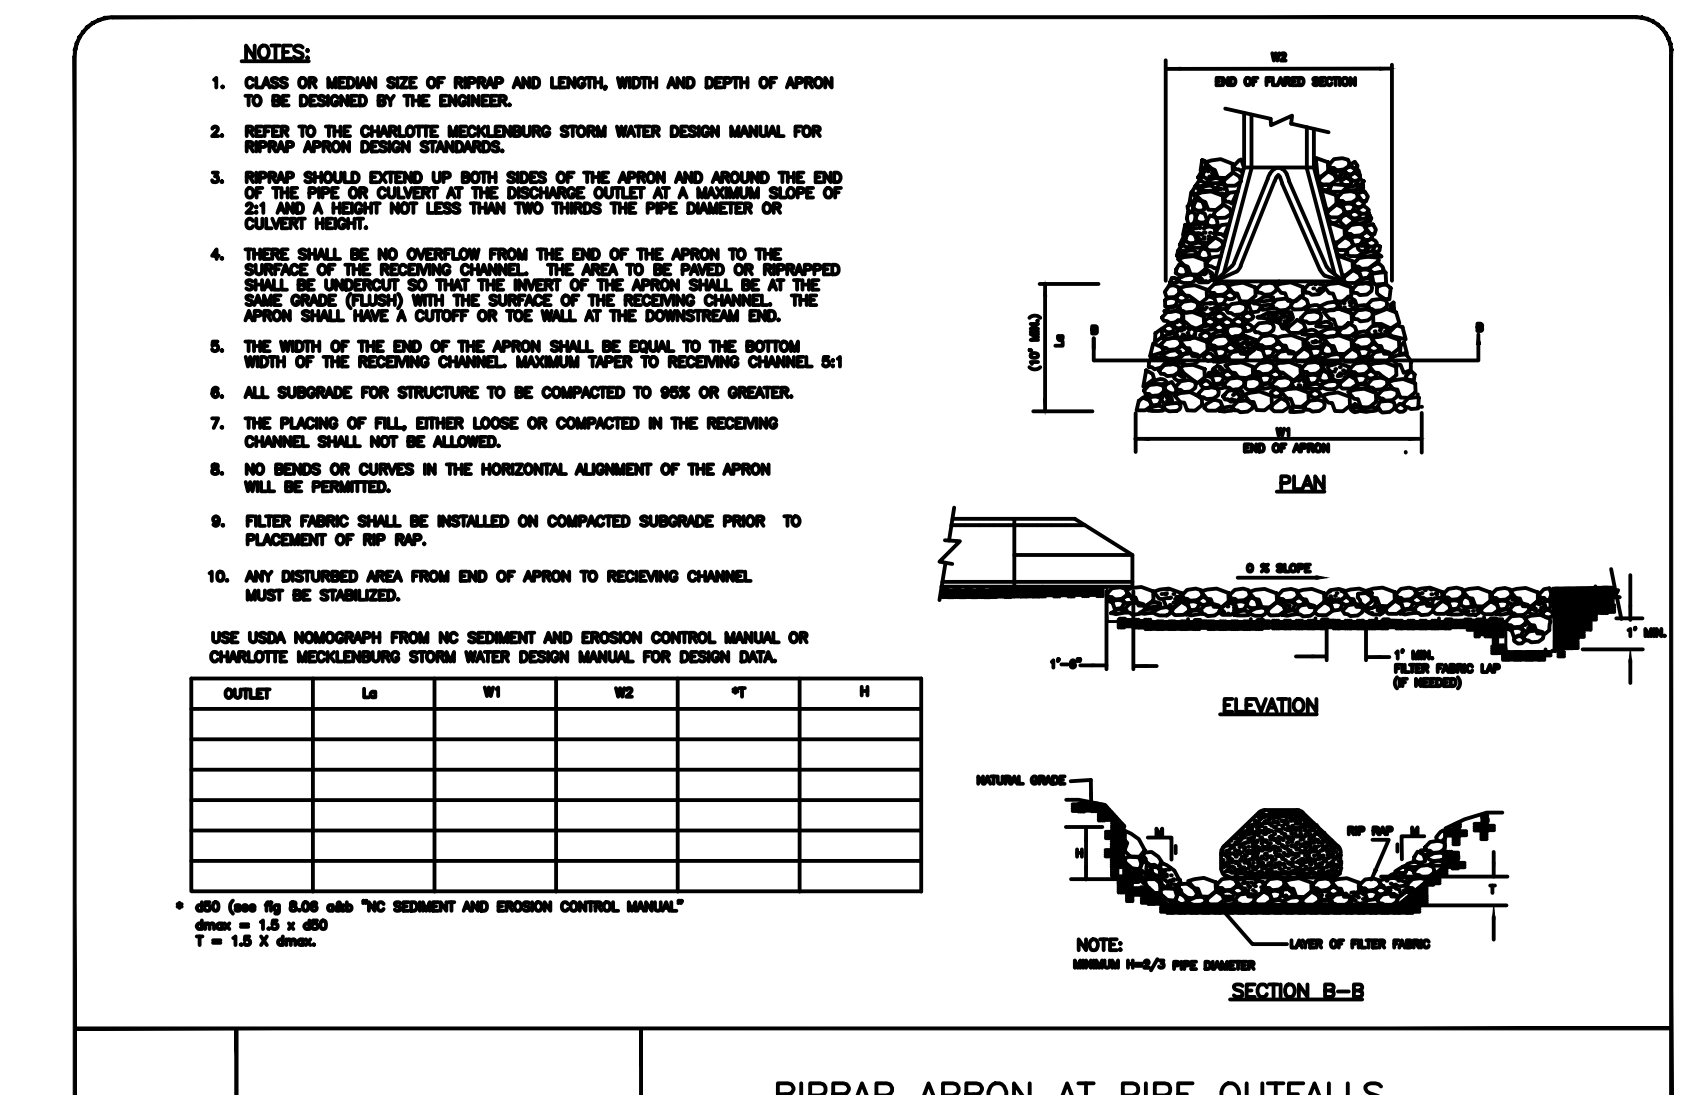 NOTES:
1. CLASS OR MEDIAN SIZE OF RIPRAP AND LENGTH, WIDTH AND DEPTH OF APRON
TO BE DESIGNED BY THE ENGINEER.
2. REFER TO THE CHARLOTTE MECKLENBURG STORM WATER DESIGN MANUAL FOR
RIPRAP APRON DESIGN STANDARDS.
3. RIPRAP SHOULD EXTEND UP BOTH SIDES OF THE APRON AND AROUND THE END
OF THE PIPE OR CULVERT AT THE DISCHARGE OUTLET AT A MAXIMUM SLOPE OF
2:1 AND A HEIGHT NOT LESS THAN TWO THIRDS THE PIPE DIAMETER OR
CULVERT HEIGHT.
4. THERE SHALL BE NO OVERFLOW FROM THE END OF THE APRON TO THE
SURFACE OF THE RECEIVING CHANNEL. THE AREA TO BE PAVED OR RIPRAPPED
SHALL BE UNDERCUT SO THAT THE INVERT OF THE APRON SHALL BE AT THE
SAME GRADE (FLUSH) WITH THE SURFACE OF THE RECEIVING CHANNEL. THE
APRON SHALL HAVE A CUTOFF OR TOE WALL AT THE DOWNSTREAM END.
5. THE WIDTH OF THE END OF THE APRON SHALL BE EQUAL TO THE BOTTOM
WIDTH OF THE RECEIVING CHANNEL. MAXIMUM TAPER TO RECEIVING CHANNEL 5:1
6. ALL SUBGRADE FOR STRUCTURE TO BE COMPACTED TO 95% OR GREATER.
7. THE PLACING OF FILL, EITHER LOOSE OR COMPACTED IN THE RECEIVING
CHANNEL SHALL NOT BE ALLOWED.
8. NO BENDS OR CURVES IN THE HORIZONTAL ALIGNMENT OF THE APRON
WILL BE PERMITTED.
9. FILTER FABRIC SHALL BE INSTALLED ON COMPACTED SUBGRADE PRIOR TO
PLACEMENT OF RIP RAP.
10. ANY DISTURBED AREA FROM END OF APRON TO RECIEVING CHANNEL
MUST BE STABILIZED.
USE USDA NOMOGRAPH FROM NC SEDIMENT AND EROSION CONTROL MANUAL OR
CHARLOTTE MECKLENBURG STORM WATER DESIGN MANUAL FOR DESIGN DATA.
OUTLET La W1 W2 *T H
* d50 (see fig 8.06 a&b "NC SEDIMENT AND EROSION CONTROL MANUAL"
dmax = 1.5 x d50
T = 1.5 X dmax.
W2
END OF FLARED SECTION
(10' MIN.)
La
B B
W1
END OF APRON
PLAN
0 % SLOPE
1' MIN.
1'-6"
1' MIN.
FILTER FABRIC LAP
(IF NEEDED)
ELEVATION
NATURAL GRADE
M
1
RIP RAP
M
1
H
T
LAYER OF FILTER FABRIC
NOTE:
MINIMUM H=2/3 PIPE DIAMETER
SECTION B-B
RIPRAP APRON AT PIPE OUTFALLS